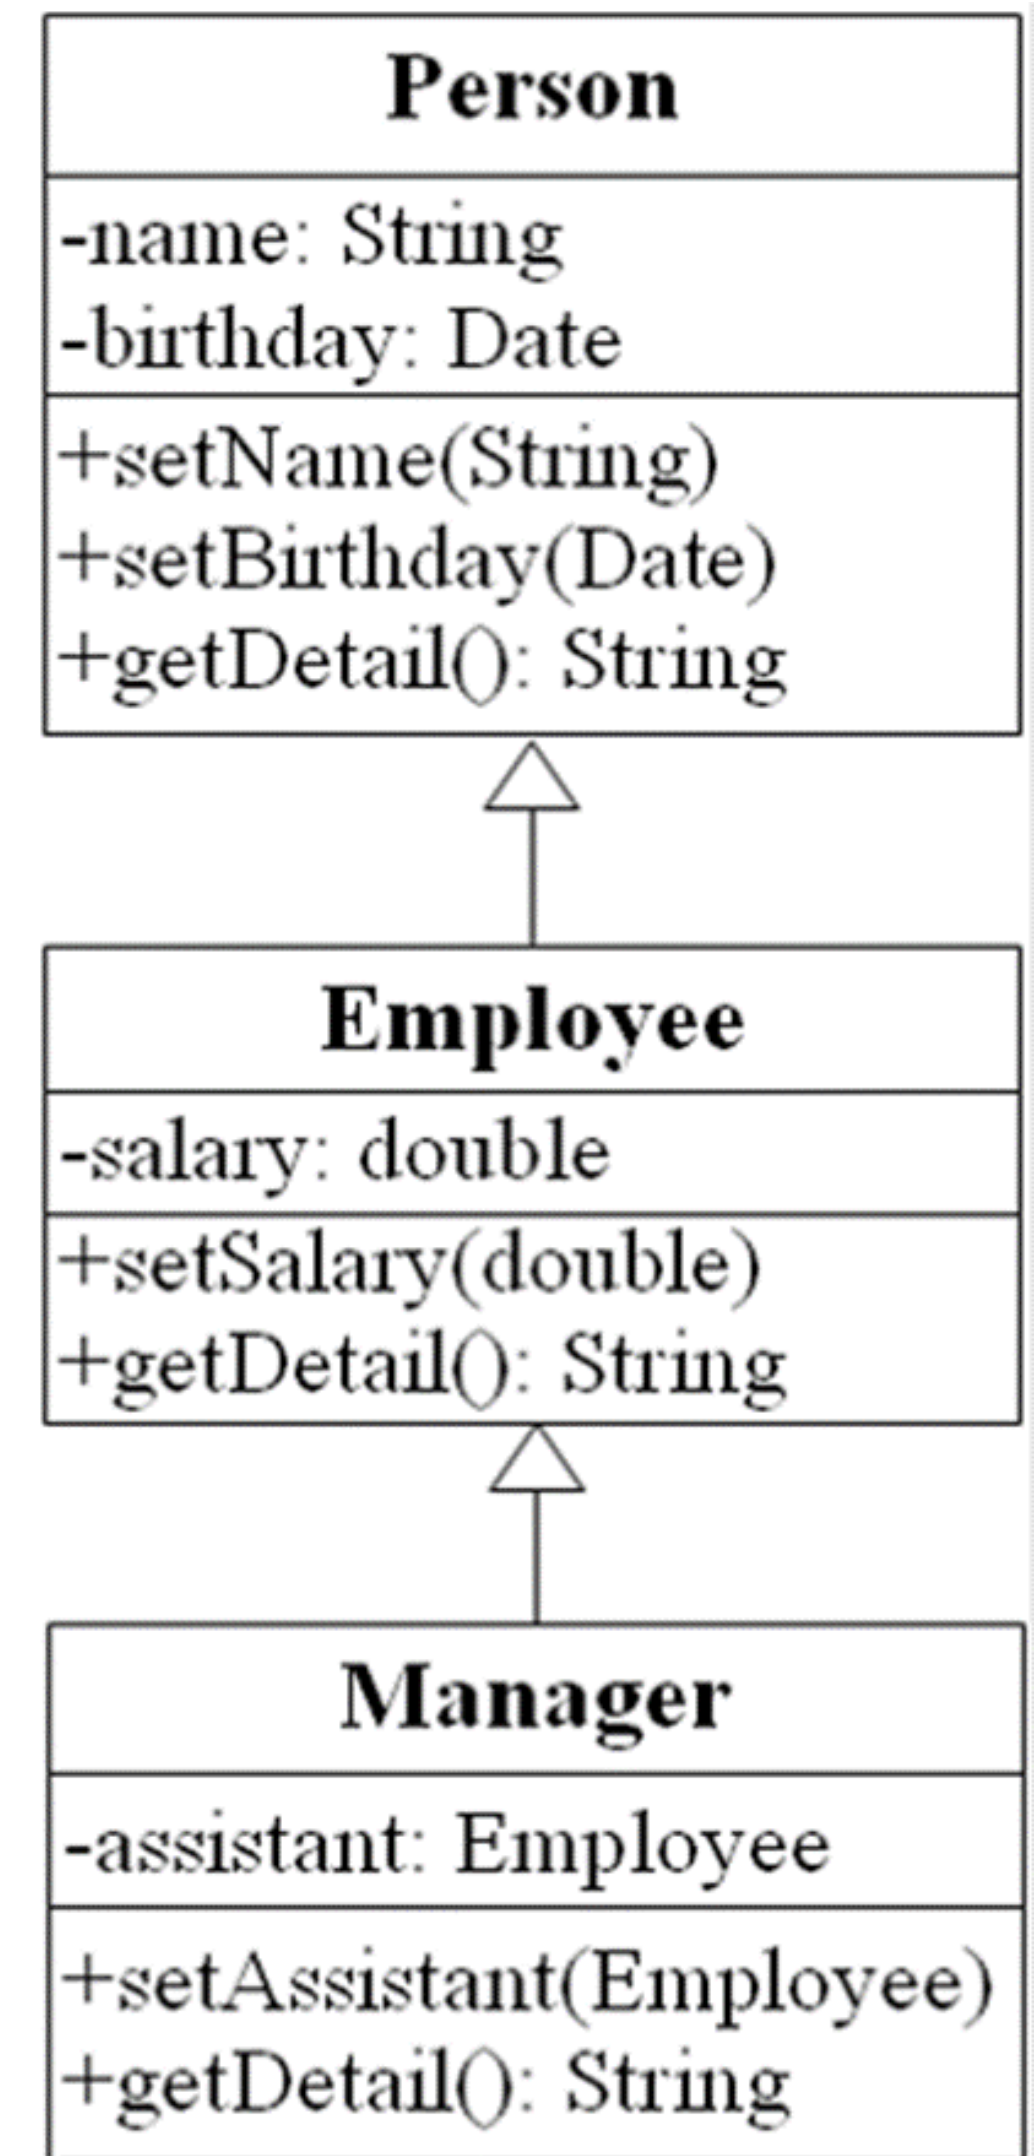 Person
-name: String
-birthday: Date
+setName(String)
+setBirthday(Date)
+getDetail(): String
Employee
-salary: double
+setSalary(double)
+getDetail(): String
Manager
-assistant: Employee
+setAssistant(Employee)
+getDetail(): String